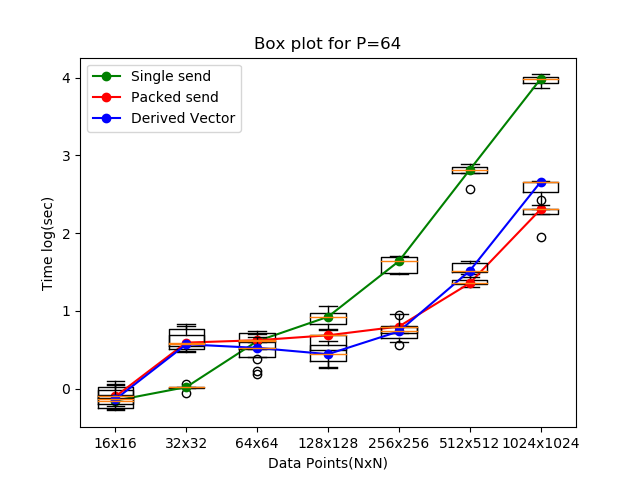 Box plot for P=64
Single send
Packed send
Derived Vector
4
3
2
1
0
Time log(sec)
16x16 32x32 64x64 128x128 256x256 512x512 1024x1024
Data Points(NxN)